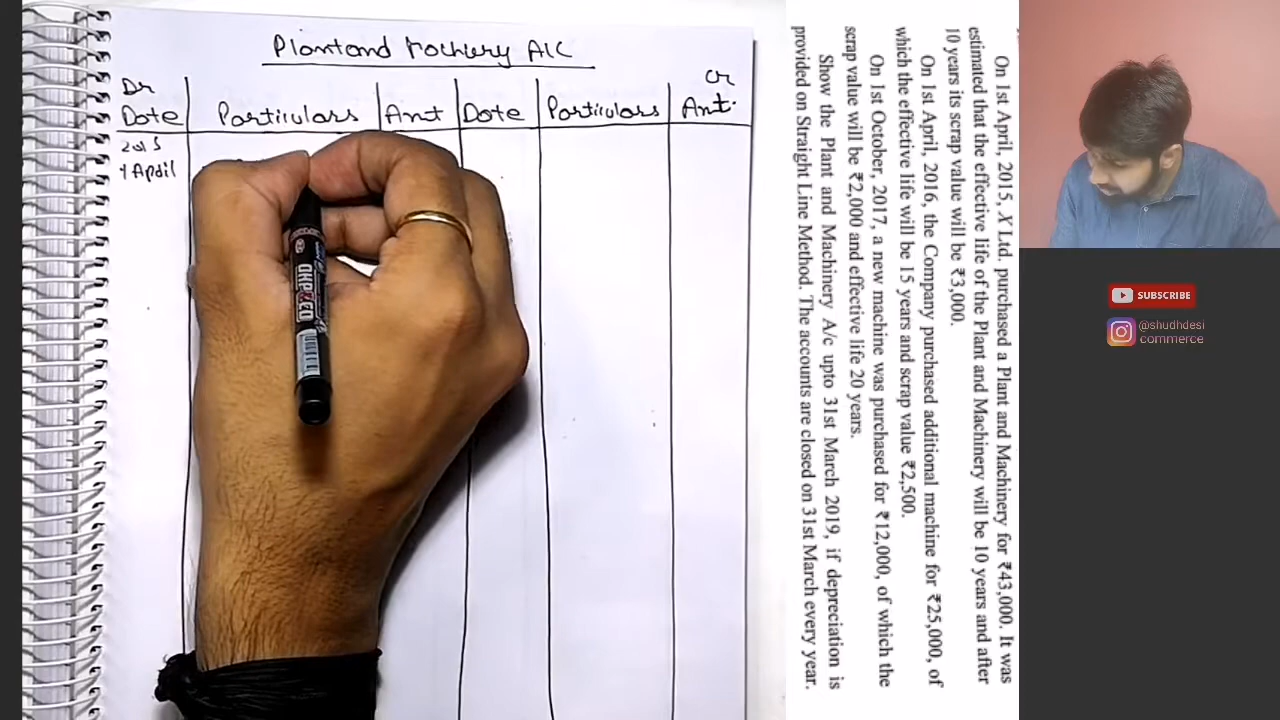 Plantand Machery A/C
Dr
Cr
Date Particulars Amt Date Particulars Amt.
2015
1 April
On 1st April, 2015, X Ltd. purchased a Plant and Machinery for ₹43,000. It was
estimated that the effective life of the Plant and Machinery will be 10 years and after
10 years its scrap value will be ₹3,000.
On 1st April, 2016, the Company purchased additional machine for ₹25,000, of
which the effective life will be 15 years and scrap value ₹2,500.
On 1st October, 2017, a new machine was purchased for ₹12,000, of which the
scrap value will be ₹2,000 and effective life 20 years.
Show the Plant and Machinery A/c upto 31st March 2019, if depreciation is
provided on Straight Line Method. The accounts are closed on 31st March every year.
SUBSCRIBE
@shudhdesi
commerce